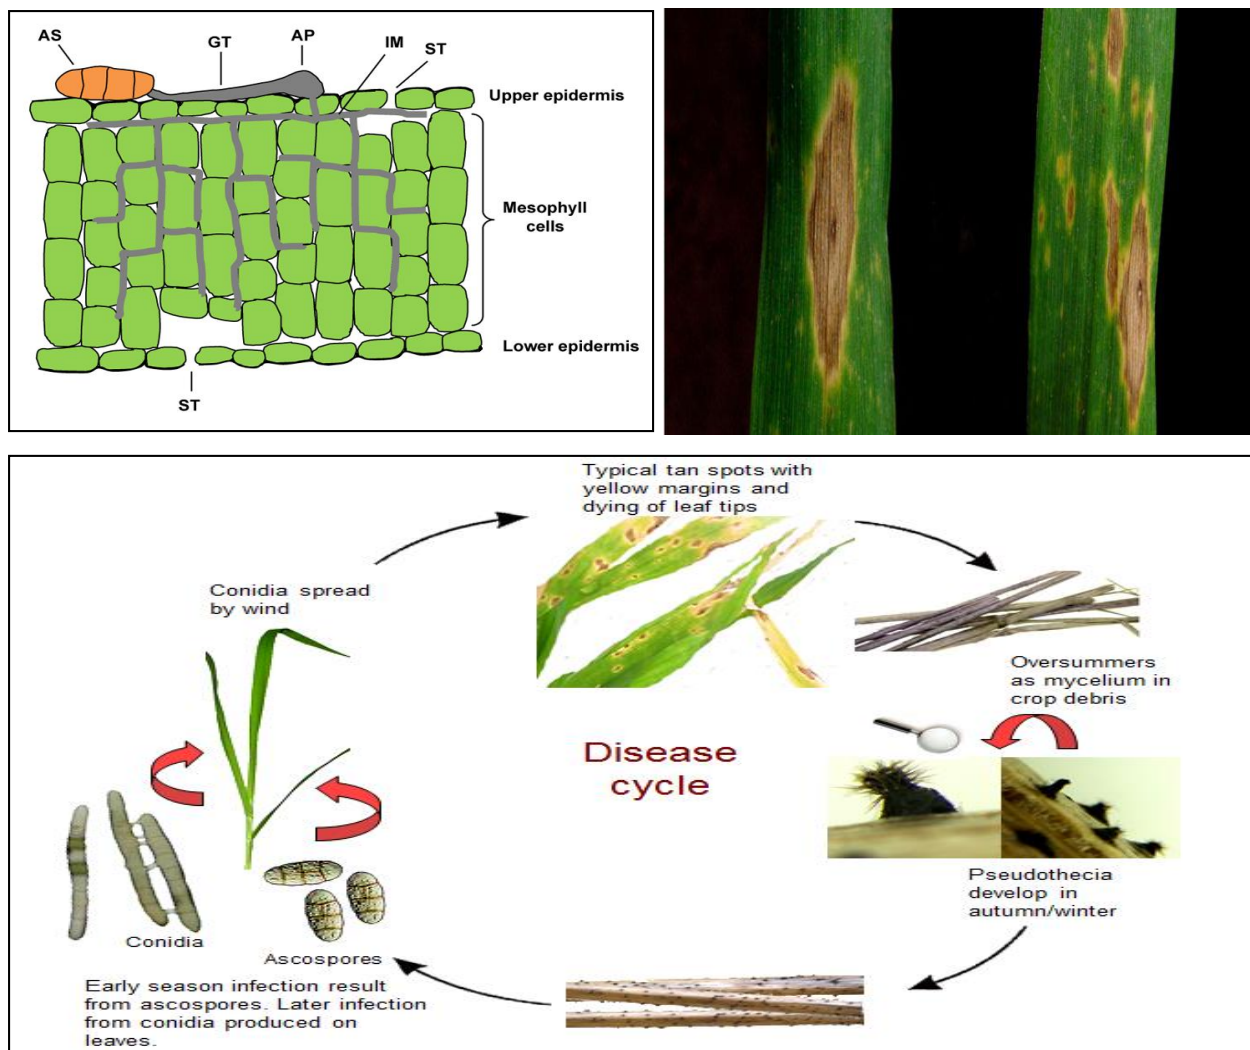 AS
GT
AP
IM
ST
Upper epidermis
Mesophyll
cells
Lower epidermis
ST
Typical tan spots with
yellow margins and
dying of leaf tips
Conidia spread
by wind
Oversummers
as mycelium in
crop debris
Disease
cycle
Pseudothecia
develop in
autumn/winter
Conidia
Ascospores
Early season infection result
from ascospores. Later infection
from conidia produced on
leaves.